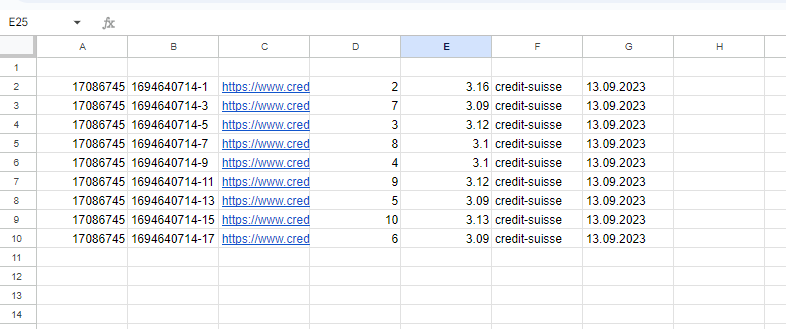 E25 fx
A B C D E F G H
1
2 17086745 1694640714-1 https://www.cred 2 3.16 credit-suisse 13.09.2023
3 17086745 1694640714-3 https://www.cred 7 3.09 credit-suisse 13.09.2023
4 17086745 1694640714-5 https://www.cred 3 3.12 credit-suisse 13.09.2023
5 17086745 1694640714-7 https://www.cred 8 3.1 credit-suisse 13.09.2023
6 17086745 1694640714-9 https://www.cred 4 3.1 credit-suisse 13.09.2023
7 17086745 1694640714-11 https://www.cred 9 3.12 credit-suisse 13.09.2023
8 17086745 1694640714-13 https://www.cred 5 3.09 credit-suisse 13.09.2023
9 17086745 1694640714-15 https://www.cred 10 3.13 credit-suisse 13.09.2023
10 17086745 1694640714-17 https://www.cred 6 3.09 credit-suisse 13.09.2023
11
12
13
14